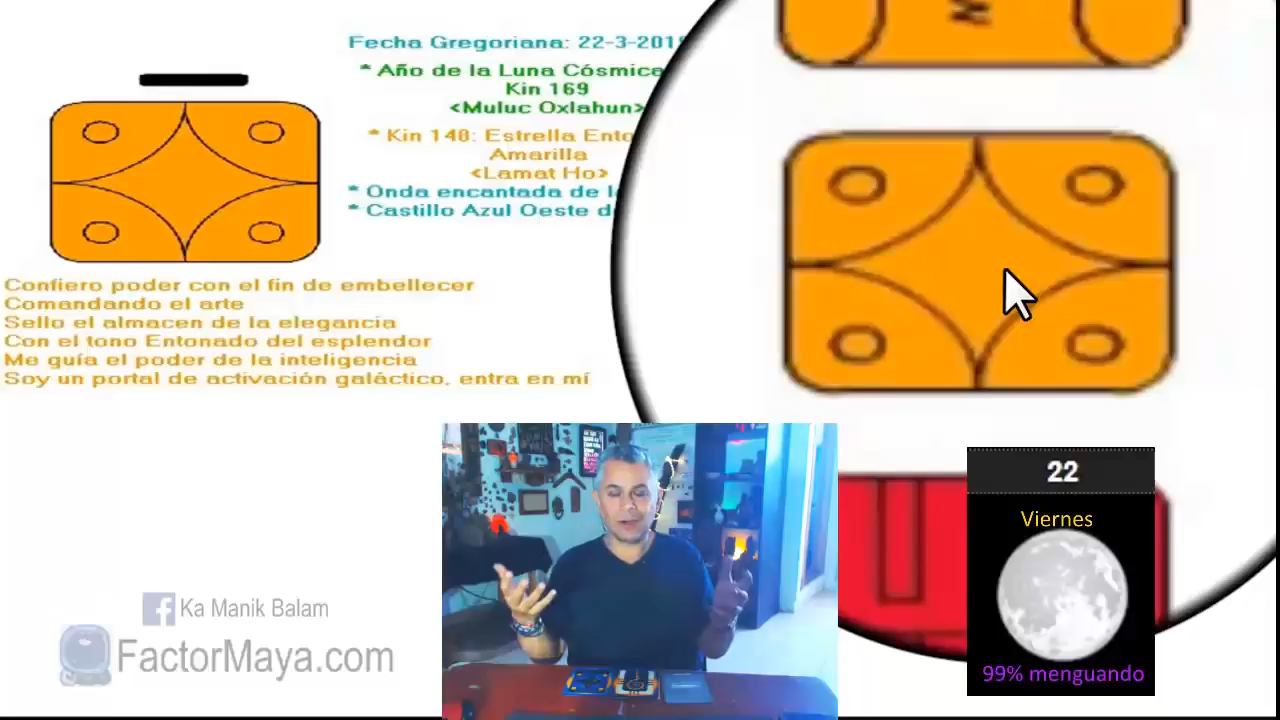 Fecha Gregoriana: 22-3-201
* Año de la Luna Cósmica
Kin 169
<Muluc Oxlahun>
* Kin 148: Estrella Ento
Amarilla
<Lamat Ho>
* Onda encantada de l
* Castillo Azul Oeste d
Confiero poder con el fin de embellecer
Comandando el arte
Sello el almacen de la elegancia
Con el tono Entonado del esplendor
Me guía el poder de la inteligencia
Soy un portal de activación galáctico, entra en mí
Ka Manik Balam
FactorMaya.com
22
Viernes
99% menguando